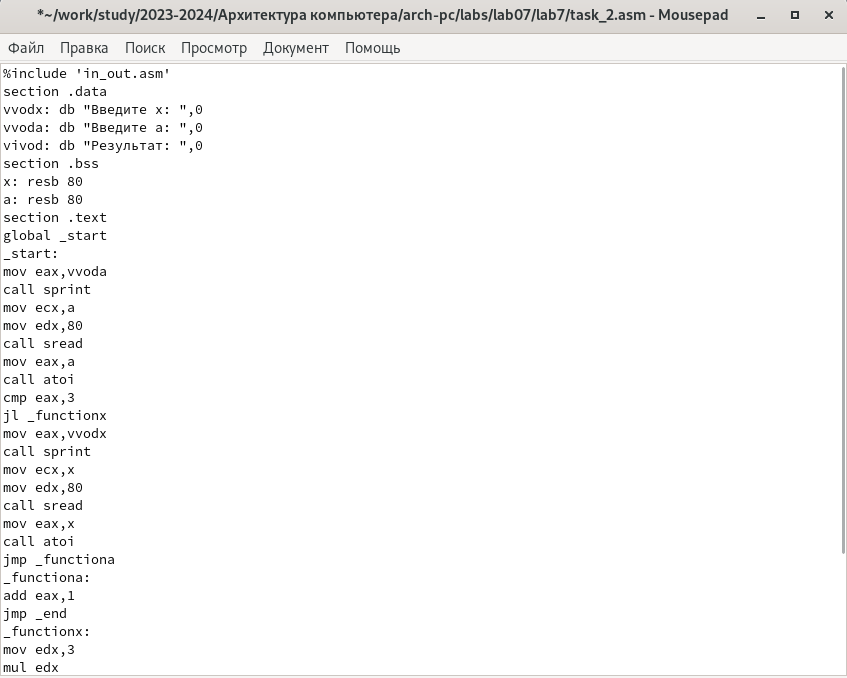 *~/work/study/2023-2024/Архитектура компьютера/arch-pc/labs/lab07/lab7/task_2.asm - Mousepad
Файл Правка Поиск Просмотр Документ Помощь
%include 'in_out.asm'
section .data
vvodx: db "Введите x: ",0
vvoda: db "Введите а: ",0
vivod: db "Результат: ",0
section .bss
x: resb 80
a: resb 80
section .text
global _start
_start:
mov eax,vvoda
call sprint
mov ecx,a
mov edx,80
call sread
mov eax,a
call atoi
cmp eax,3
jl _functionx
mov eax,vvodx
call sprint
mov ecx,x
mov edx,80
call sread
mov eax,x
call atoi
jmp _functiona
_functiona:
add eax,1
jmp _end
_functionx:
mov edx,3
mul edx